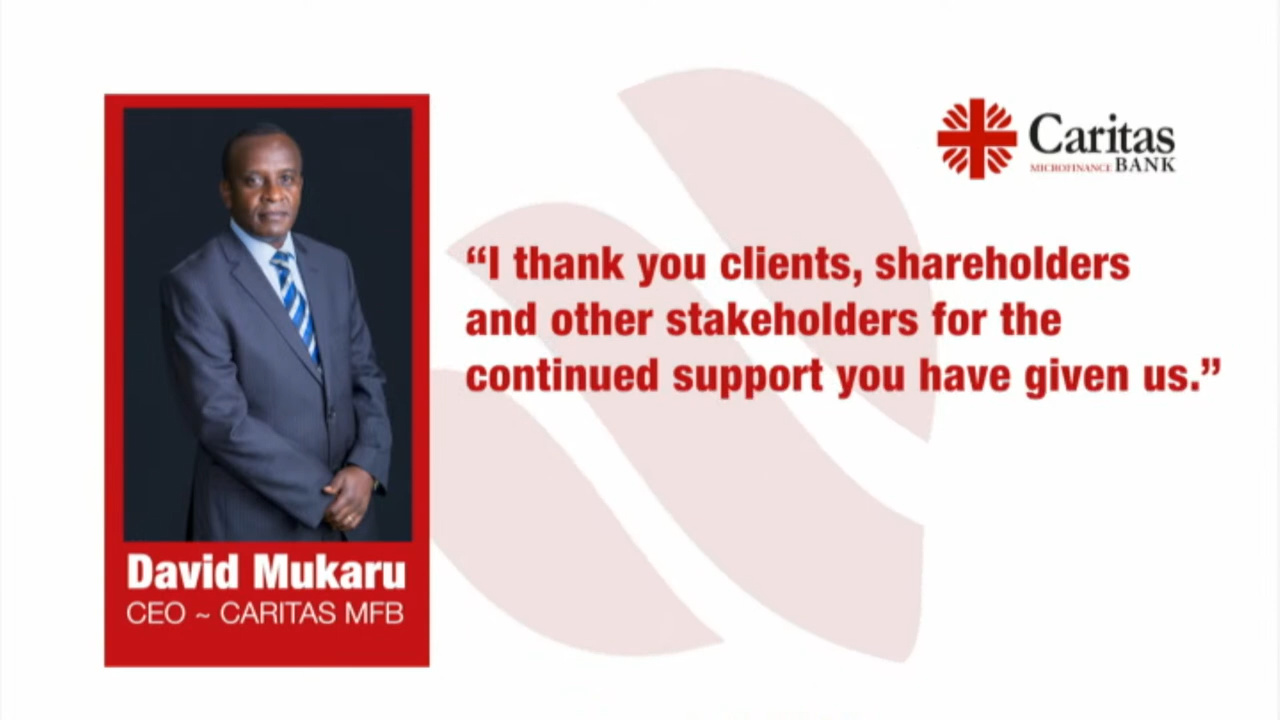 Caritas
MICROFINANCE BANK
“I thank you clients, shareholders
and other stakeholders for the
continued support you have given us.”
David Mukaru
CEO ~ CARITAS MFB